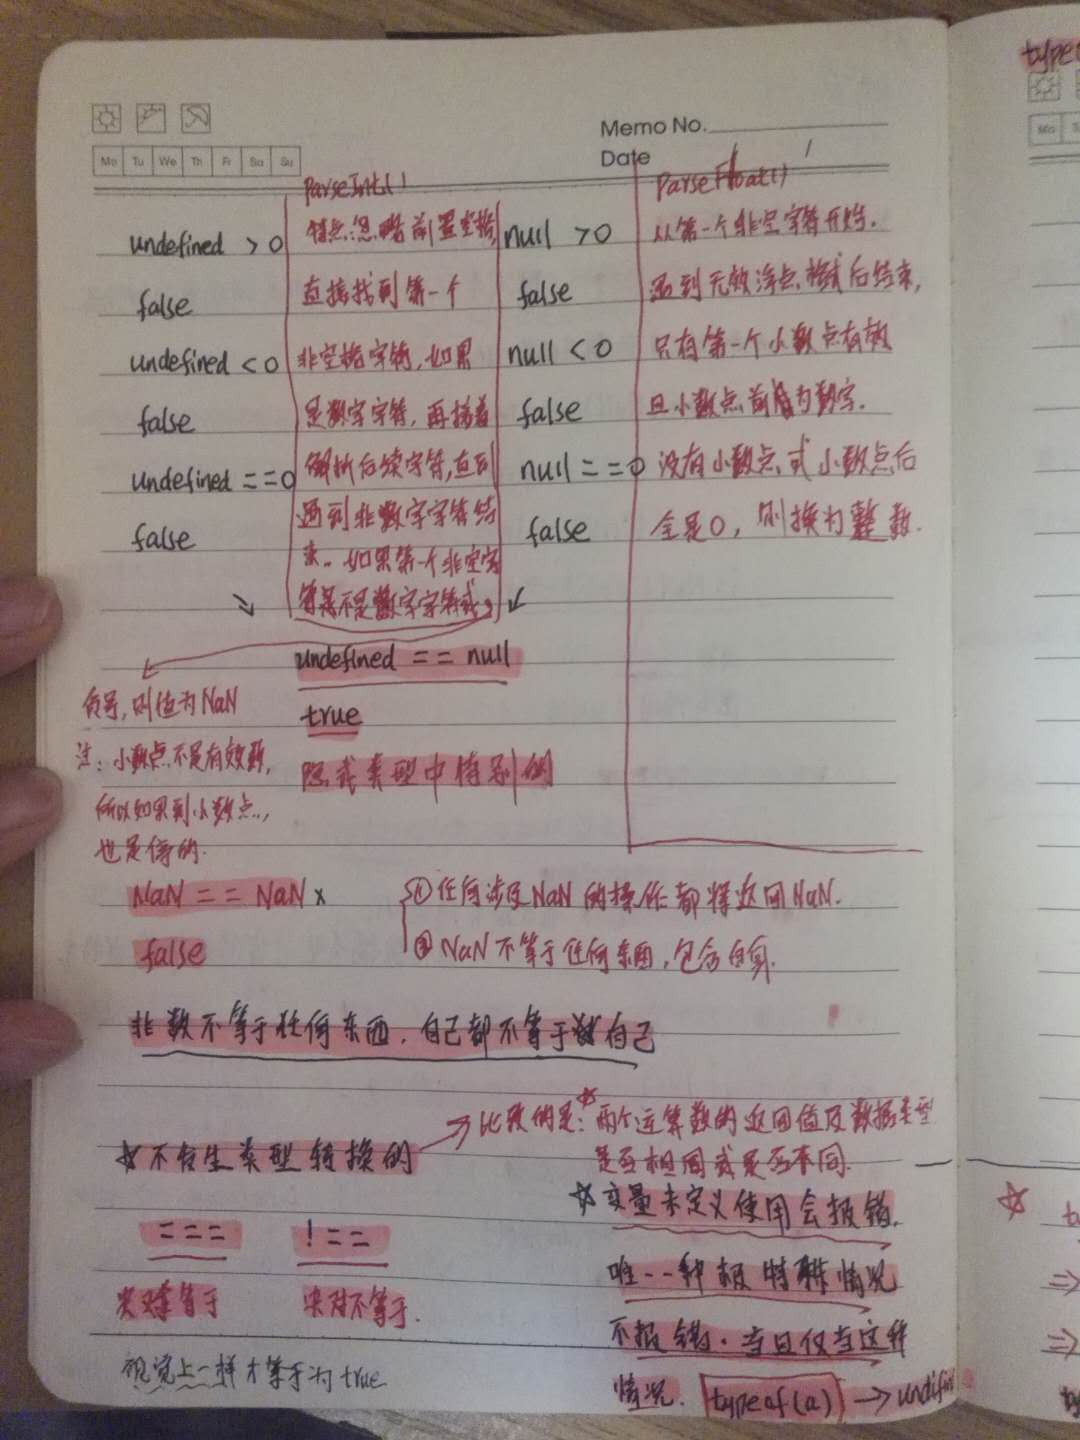 Memo No.
Date / /
Mo Tu We Th Fr Sa Su
undefined > 0
false
undefined < 0
false
undefined == 0
false
parseInt()
特点:忽略前置空格,
直接找到第一个
非空格字符,如果
是数字字符,再接着
解析后续字符,直到
遇到非数字字符结
束。如果第一个非空字
符是不是数字字符或
负号,则值为NaN
注:小数点不是有效数,
所以如果到小数点,
也是停的.
null > 0
false
null < 0
false
null == 0
false
parseFloat()
从第一个非空字符开始.
遇到无效浮点格式后结束,
只有第一个小数点有效
且小数点前为数字.
没有小数点或小数点后
全是0,则换为整数.
undefined == null
true
隐式类型中特别的
NaN == NaN x
false
①任何涉及NaN的操作都将返回NaN.
②NaN不等于任何东西,包含自身.
非数不等于任何东西.自己都不等于自己
☆不发生类型转换的
比较的是:☆两个运算数的返回值及数据类型
是否相同或是否不同.
=== !==
绝对等于 绝对不等于.
视觉上一样才等于为true
☆变量未定义使用会报错.
唯一一种极特殊情况
不报错.当且仅当这种
情况. typeof(a) → undifin